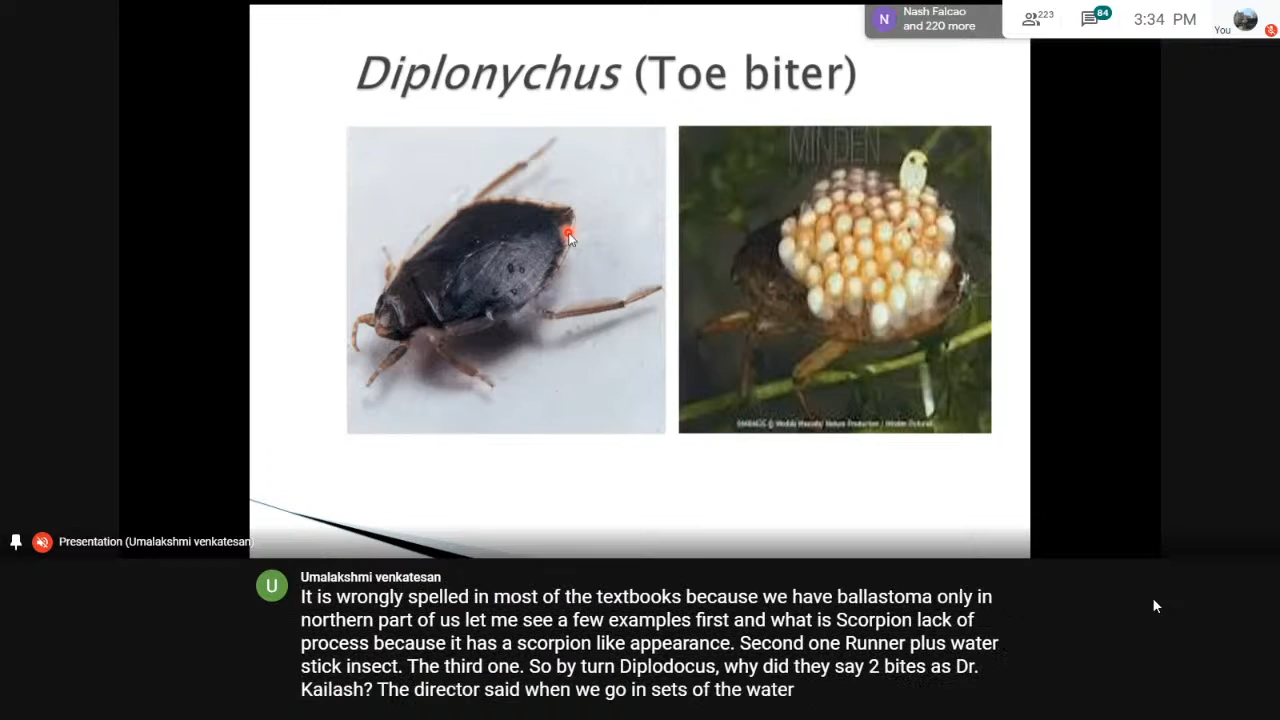 Nash Falcao
and 220 more
N
223
84
3:34 PM
You
Diplonychus (Toe biter)
MINDEN
Presentation (Umalakshmi venkatesan)
U
Umalakshmi venkatesan
It is wrongly spelled in most of the textbooks because we have ballastoma only in
northern part of us let me see a few examples first and what is Scorpion lack of
process because it has a scorpion like appearance. Second one Runner plus water
stick insect. The third one. So by turn Diplodocus, why did they say 2 bites as Dr.
Kailash? The director said when we go in sets of the water